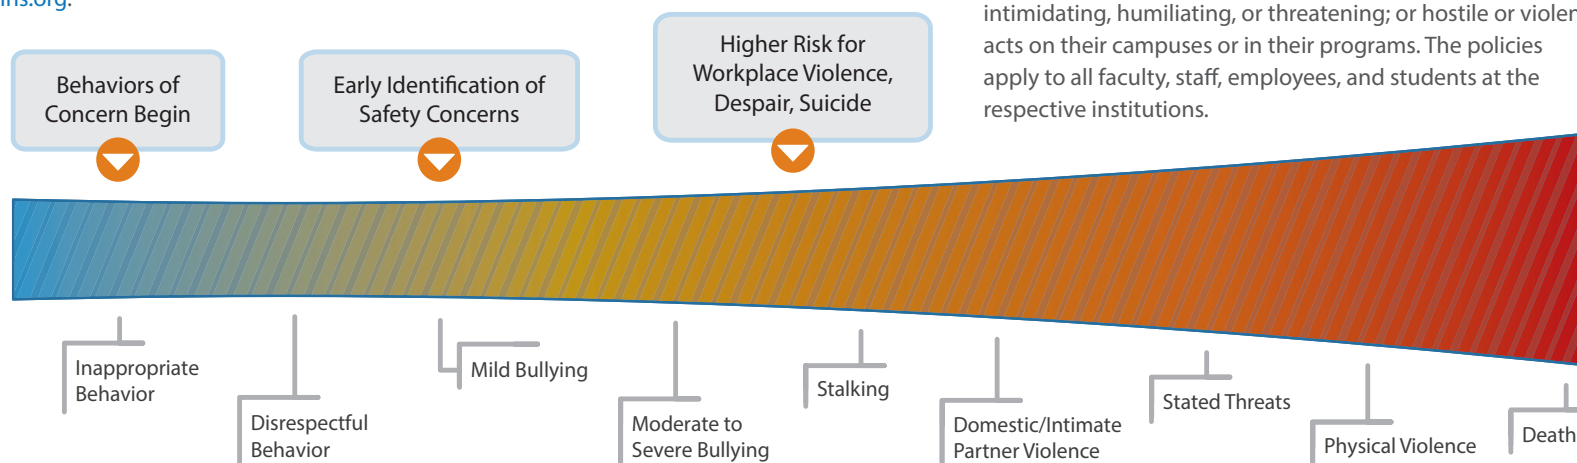 ins.org.
intimidating, humiliating, or threatening; or hostile or violen
acts on their campuses or in their programs. The policies
apply to all faculty, staff, employees, and students at the
respective institutions.
Behaviors of
Concern Begin
Early Identification of
Safety Concerns
Higher Risk for
Workplace Violence,
Despair, Suicide
Inappropriate
Behavior
Disrespectful
Behavior
Mild Bullying
Moderate to
Severe Bullying
Stalking
Domestic/Intimate
Partner Violence
Stated Threats
Physical Violence
Death